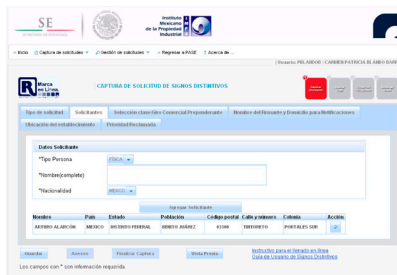 SE
Instituto
Mexicano
de la Propiedad
Industrial
Inicio Captura de solicitudes Gestión de solicitudes Regresar a PASE Acerca de ...
Marca
en Línea
CAPTURA DE SOLICITUD DE SIGNOS DISTINTIVOS
Tipo de solicitud Solicitantes Selección clase/Giro Comercial Preponderante Nombre del Firmante y Domicilio para Notificaciones
Ubicación del establecimiento Prioridad Reclamada
Datos Solicitante
*Tipo Persona FÍSICA
*Nombre(completo)
*Nacionalidad MEXICO
Agregar Solicitante
Nombre País Estado Población Código postal Calle y número Colonia Acción
ARTURO ALARCÓN MEXICO DISTRITO FEDERAL BENITO JUÁREZ 03300 TINTORETO PORTALES SUR
Guardar Anexos Finalizar Captura Vista Previa
Instructivo para el llenado en línea
Guía de Usuario de Signos Distintivos
Los campos con * son información requerida